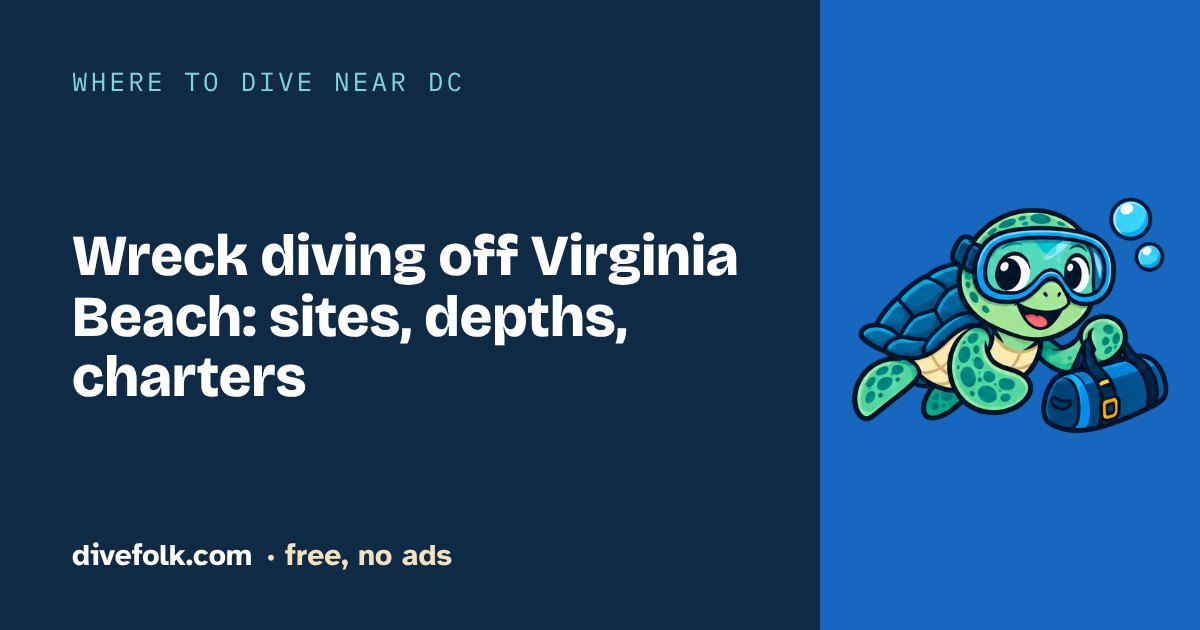 WHERE TO DIVE NEAR DC
Wreck diving off Virginia
Beach: sites, depths,
charters
divefolk.com · free, no ads